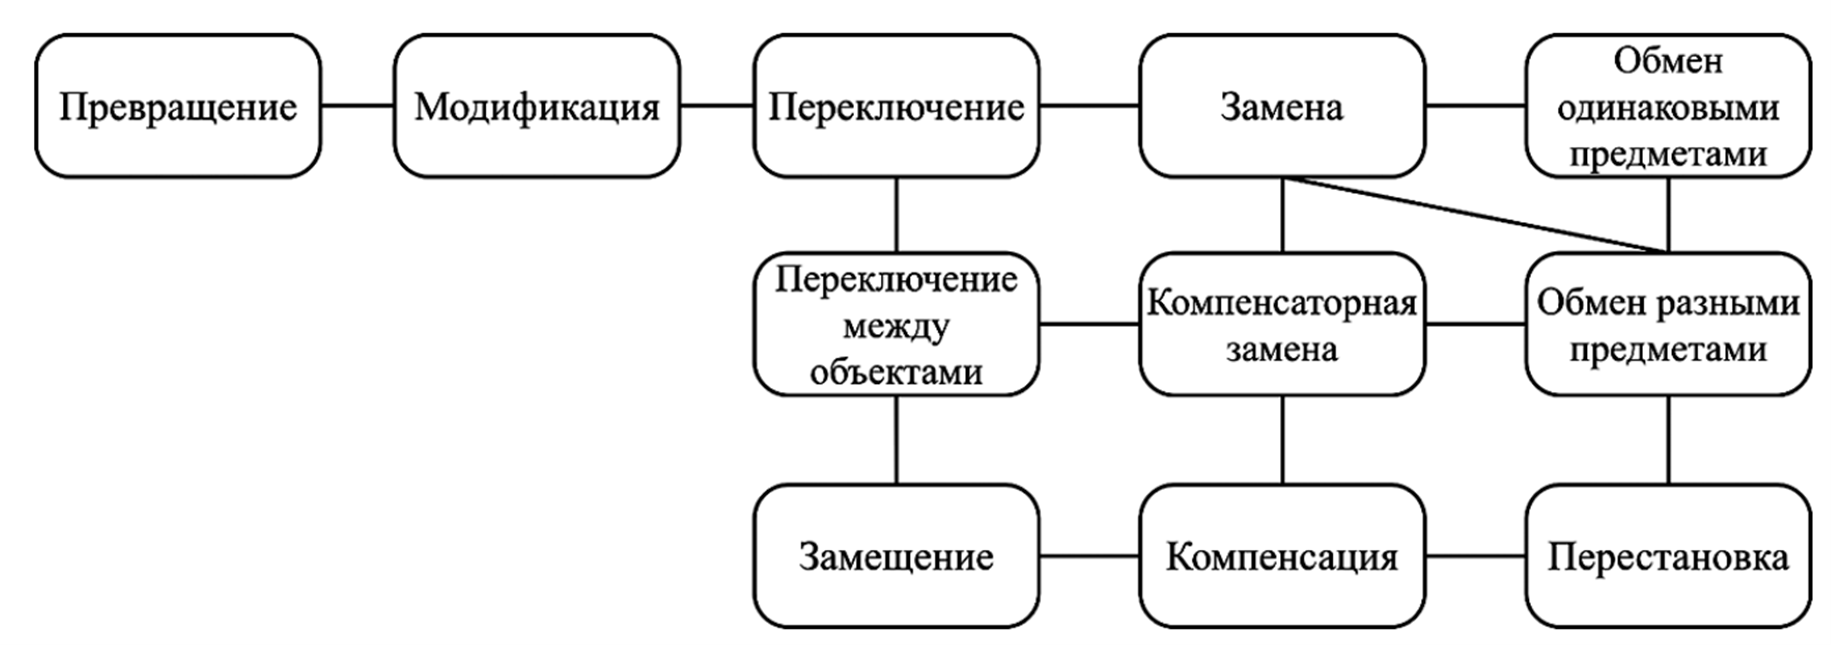 Превращение
Модификация
Переключение
Замена
Обмен
одинаковыми
предметами
Переключение
между
объектами
Компенсаторная
замена
Обмен разными
предметами
Замещение
Компенсация
Перестановка